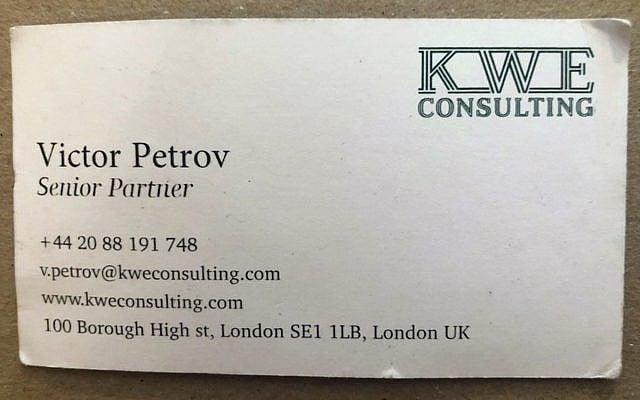 KWE
CONSULTING
Victor Petrov
Senior Partner
+44 20 88 191 748
v.petrov@kweconsulting.com
www.kweconsulting.com
100 Borough High st, London SE1 1LB, London UK